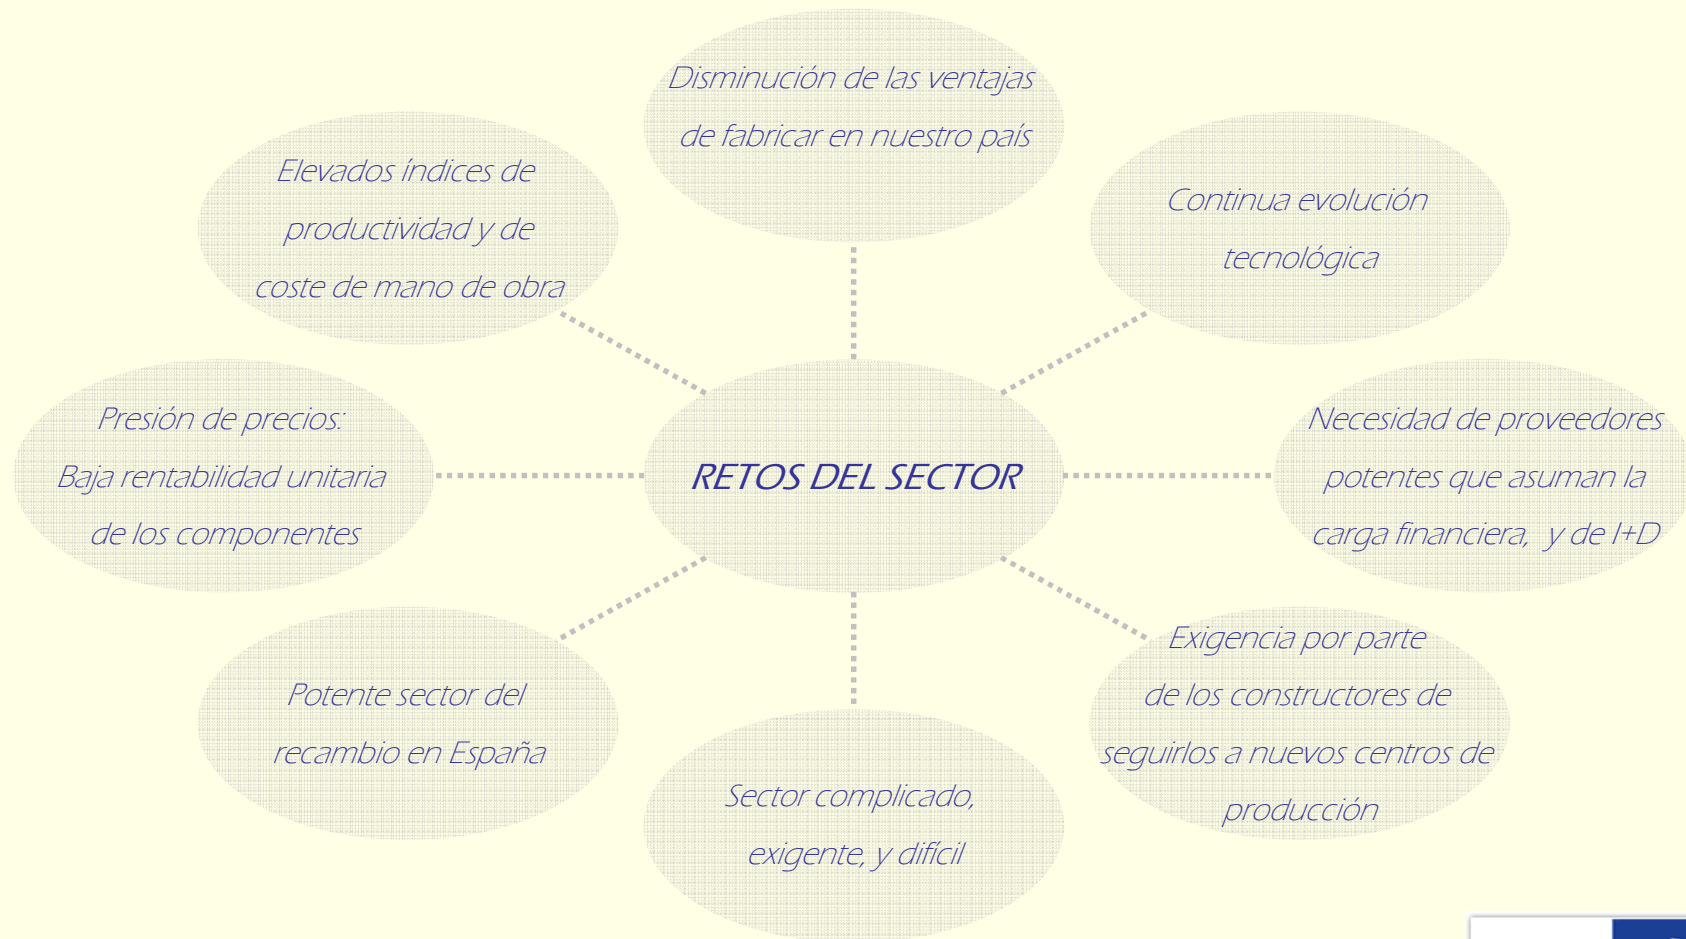 Disminución de las ventajas
de fabricar en nuestro país
Elevados índices de
productividad y de
coste de mano de obra
Continua evolución
tecnológica
Presión de precios:
Baja rentabilidad unitaria
de los componentes
RETOS DEL SECTOR
Necesidad de proveedores
potentes que asuman la
carga financiera, y de I+D
Potente sector del
recambio en España
Exigencia por parte
de los constructores de
seguirlos a nuevos centros de
producción
Sector complicado,
exigente, y difícil